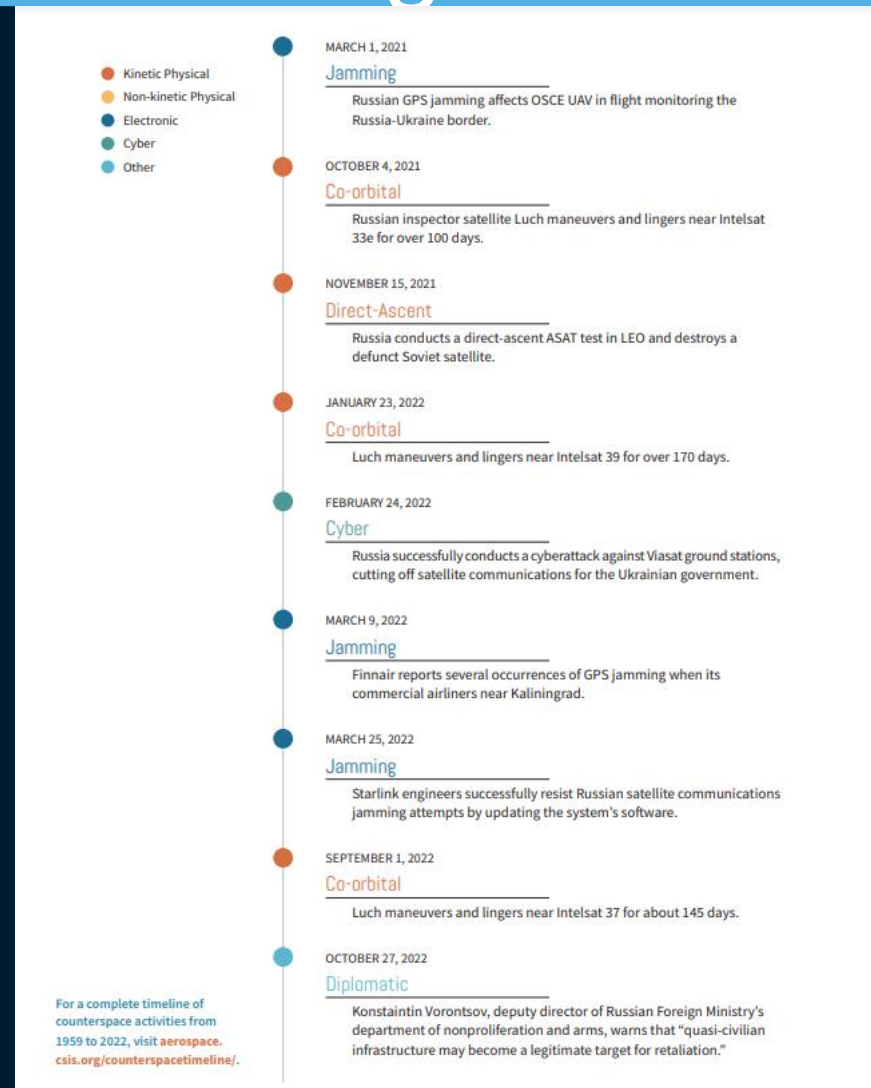 Kinetic Physical
Non-kinetic Physical
Electronic
Cyber
Other
MARCH 1, 2021
Jamming
Russian GPS jamming affects OSCE UAV in flight monitoring the
Russia-Ukraine border.
OCTOBER 4, 2021
Co-orbital
Russian inspector satellite Luch maneuvers and lingers near Intelsat
33e for over 100 days.
NOVEMBER 15, 2021
Direct-Ascent
Russia conducts a direct-ascent ASAT test in LEO and destroys a
defunct Soviet satellite.
JANUARY 23, 2022
Co-orbital
Luch maneuvers and lingers near Intelsat 39 for over 170 days.
FEBRUARY 24, 2022
Cyber
Russia successfully conducts a cyberattack against Viasat ground stations,
cutting off satellite communications for the Ukrainian government.
MARCH 9, 2022
Jamming
Finnair reports several occurrences of GPS jamming when its
commercial airliners near Kaliningrad.
MARCH 25, 2022
Jamming
Starlink engineers successfully resist Russian satellite communications
jamming attempts by updating the system's software.
SEPTEMBER 1, 2022
Co-orbital
Luch maneuvers and lingers near Intelsat 37 for about 145 days.
OCTOBER 27, 2022
Diplomatic
Konstaintin Vorontsov, deputy director of Russian Foreign Ministry's
department of nonproliferation and arms, warns that "quasi-civilian
infrastructure may become a legitimate target for retaliation."
For a complete timeline of
counterspace activities from
1959 to 2022, visit aerospace.
csis.org/counterspacetimeline/.